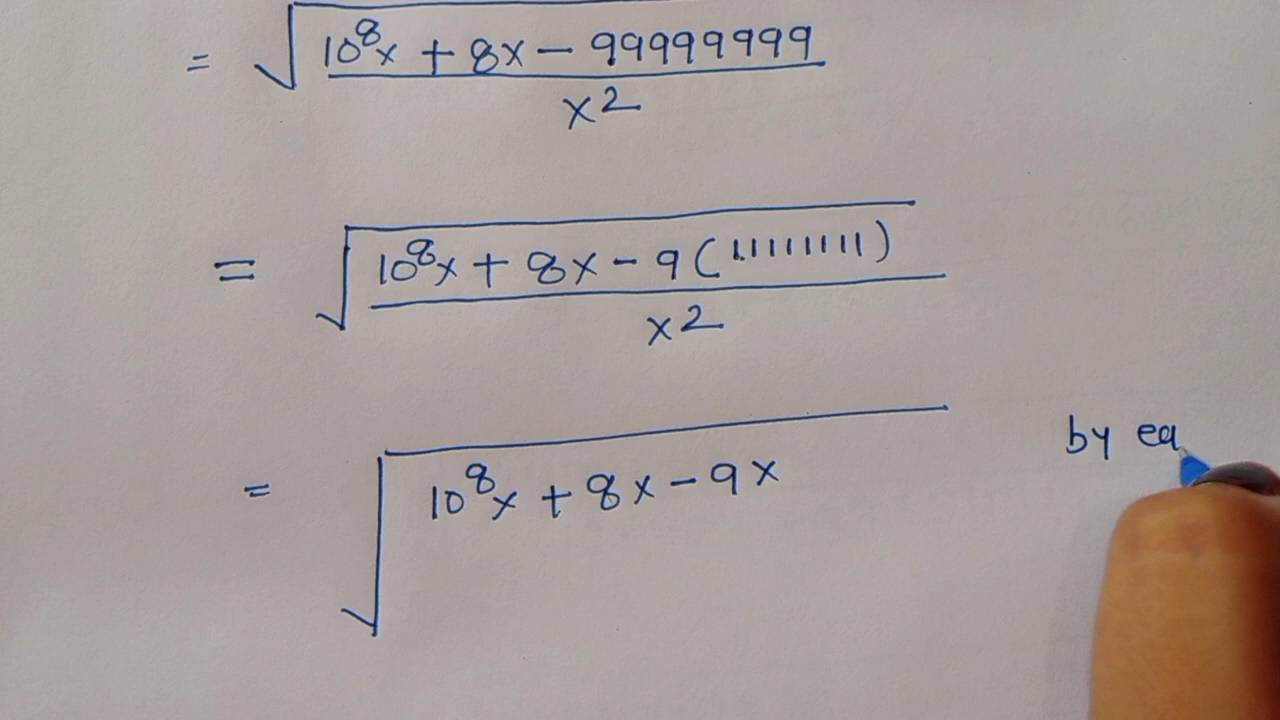 = √ 10⁸x + 8x - 99999999
x²
= √ 10⁸x + 8x - 9(11111111)
x²
= √ 10⁸x + 8x - 9x
by eq